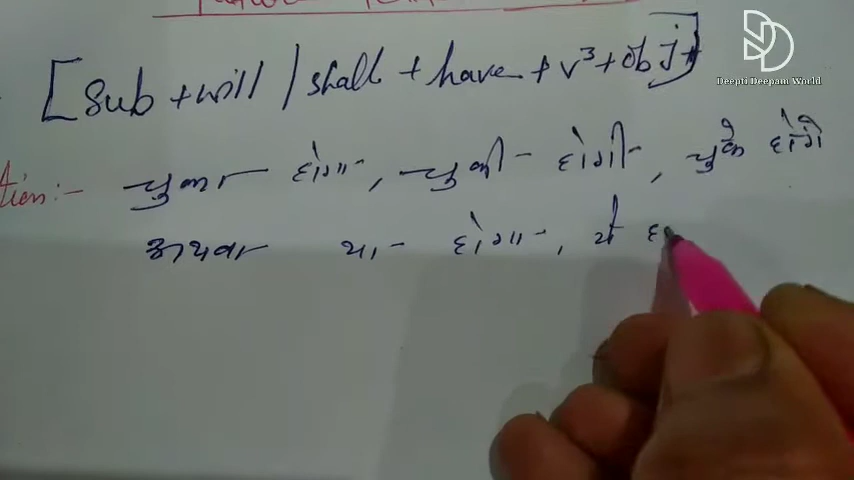 Deepti Deepam World
[Sub + will / shall + have + v³ + obj]
चुका होगा, चुकी होगी, चुके होंगे
अथवा या होगा, यी